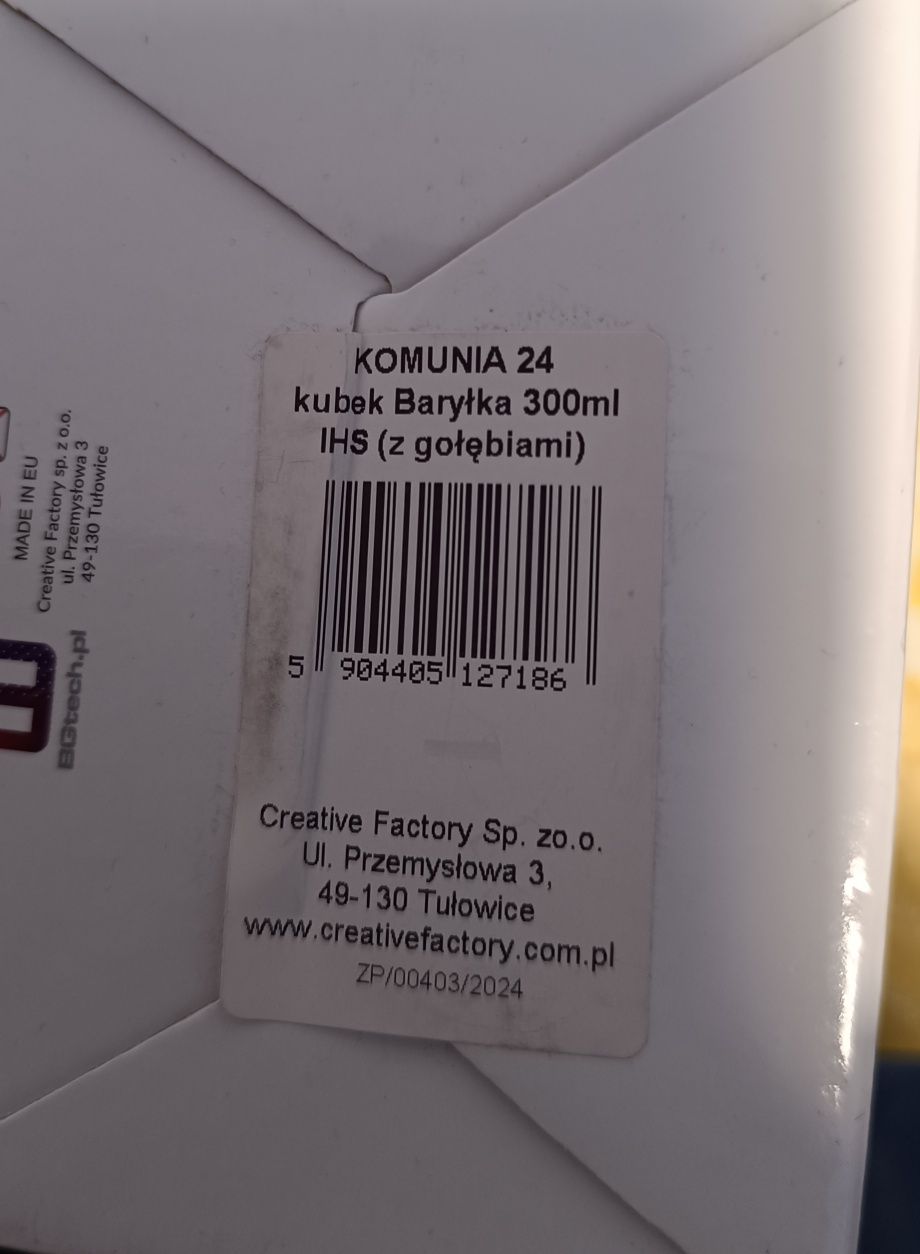 KOMUNIA 24
kubek Baryłka 300ml
IHS (z gołębiami)
5 904405 127186
Creative Factory Sp. zo.o.
Ul. Przemysłowa 3,
49-130 Tułowice
www.creativefactory.com.pl
ZP/00403/2024
MADE IN EU
Creative Factory sp. z o.o.
ul. Przemysłowa 3
49-130 Tułowice
BGtech.pl